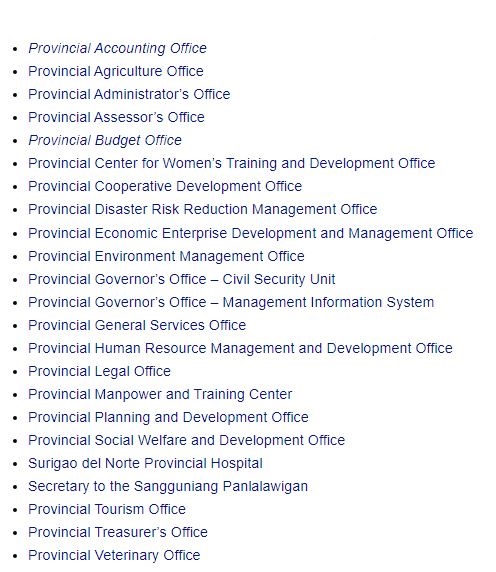 Provincial Accounting Office
Provincial Agriculture Office
Provincial Administrator’s Office
Provincial Assessor’s Office
Provincial Budget Office
Provincial Center for Women’s Training and Development Office
Provincial Cooperative Development Office
Provincial Disaster Risk Reduction Management Office
Provincial Economic Enterprise Development and Management Office
Provincial Environment Management Office
Provincial Governor’s Office – Civil Security Unit
Provincial Governor’s Office – Management Information System
Provincial General Services Office
Provincial Human Resource Management and Development Office
Provincial Legal Office
Provincial Manpower and Training Center
Provincial Planning and Development Office
Provincial Social Welfare and Development Office
Surigao del Norte Provincial Hospital
Secretary to the Sangguniang Panlalawigan
Provincial Tourism Office
Provincial Treasurer’s Office
Provincial Veterinary Office